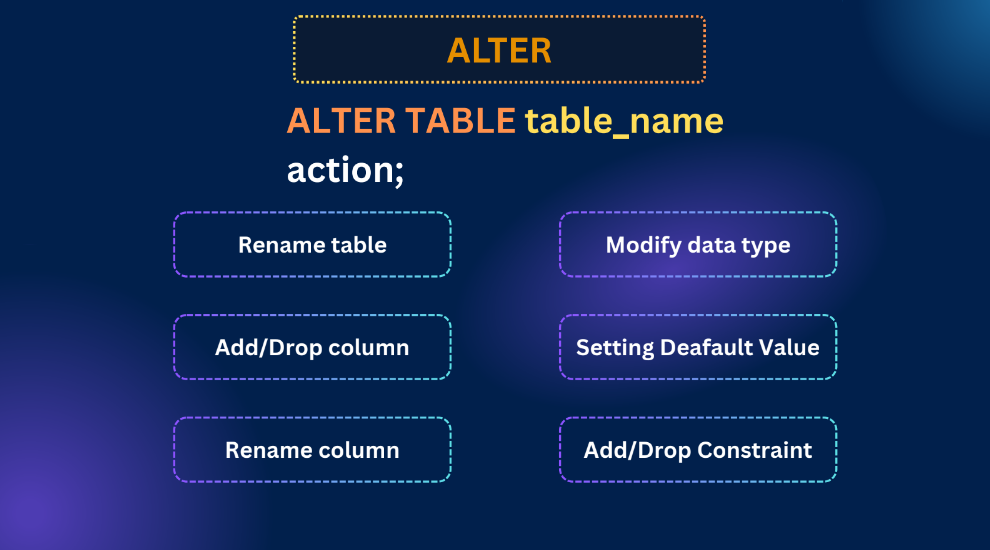 ALTER
ALTER TABLE table_name
action;
Rename table
Modify data type
Add/Drop column
Setting Deafault Value
Rename column
Add/Drop Constraint